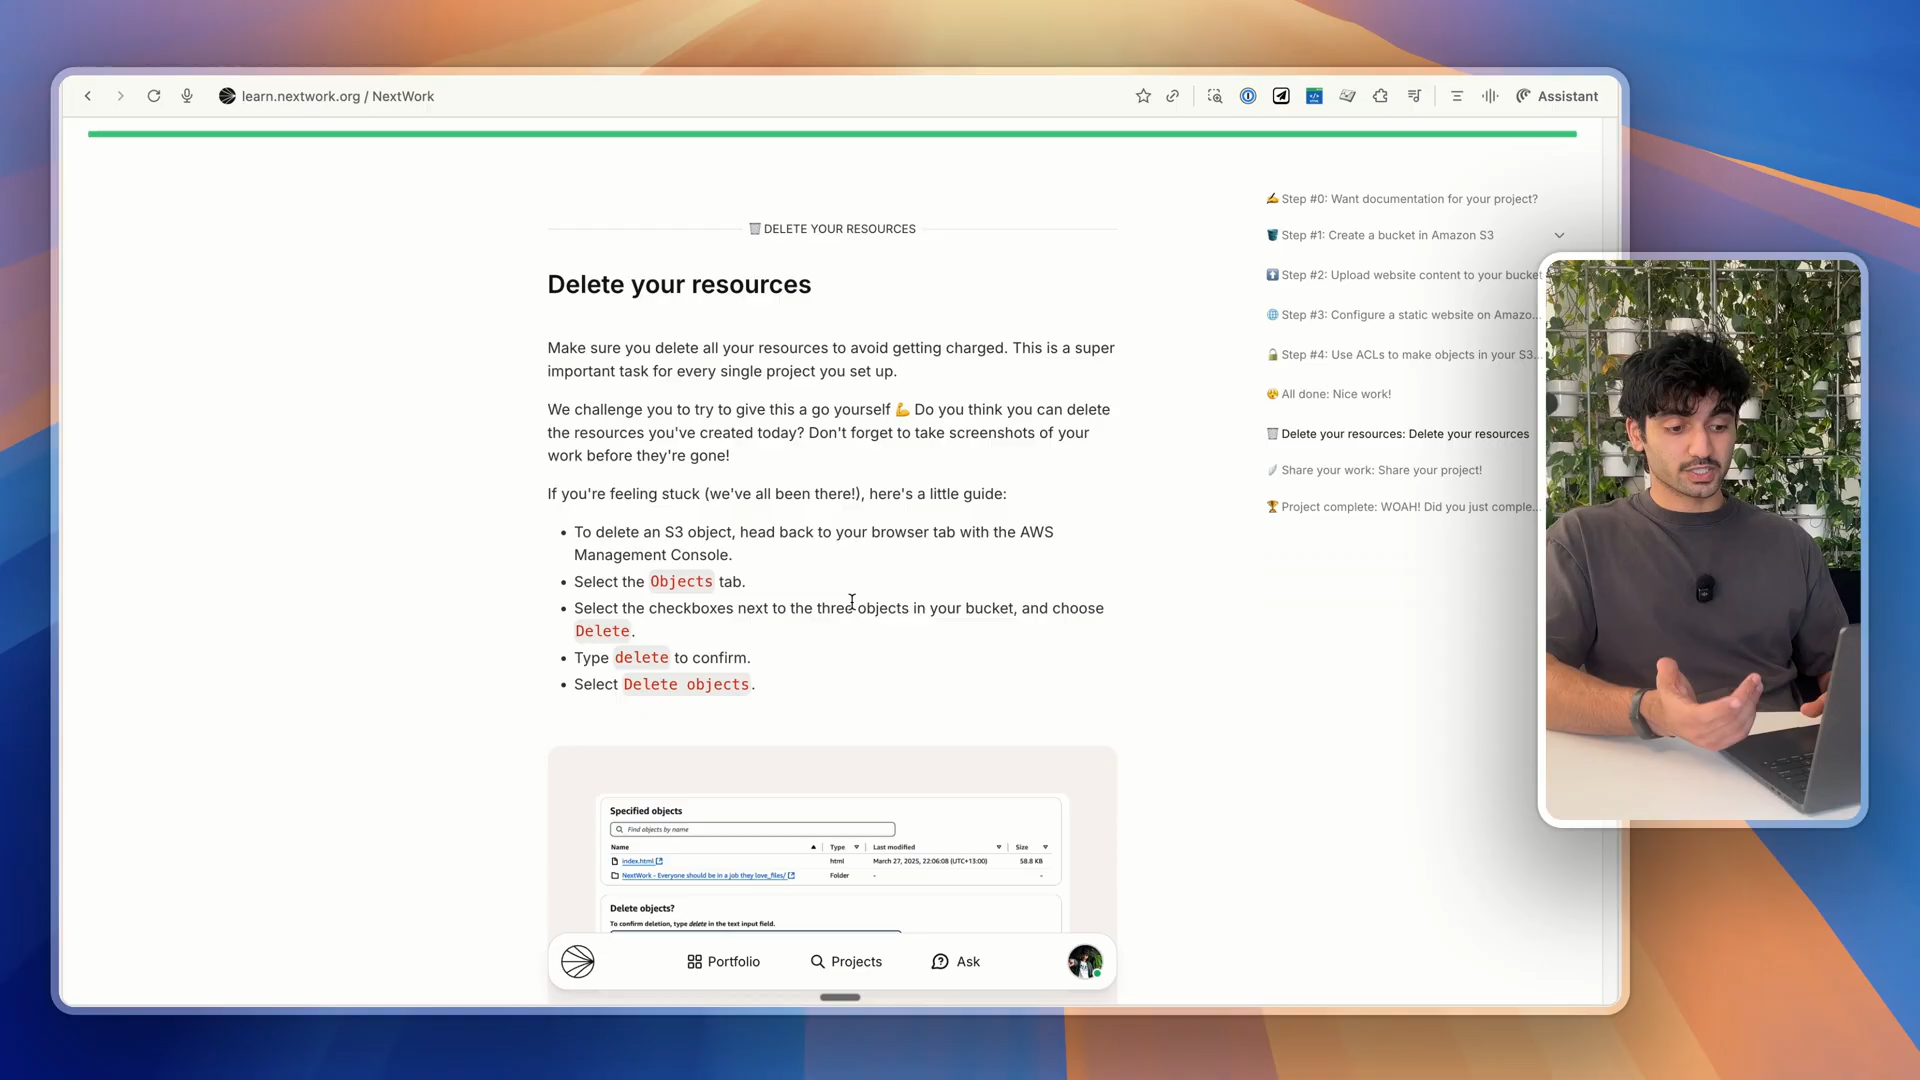 learn.nextwork.org / NextWork
Assistant
DELETE YOUR RESOURCES
Delete your resources
Make sure you delete all your resources to avoid getting charged. This is a super
important task for every single project you set up.
We challenge you to try to give this a go yourself 💪 Do you think you can delete
the resources you've created today? Don't forget to take screenshots of your
work before they're gone!
If you're feeling stuck (we've all been there!), here's a little guide:
• To delete an S3 object, head back to your browser tab with the AWS
Management Console.
• Select the Objects tab.
• Select the checkboxes next to the three objects in your bucket, and choose
Delete.
• Type delete to confirm.
• Select Delete objects.
Specified objects
Find objects by name
Name Type Last modified Size
index.html html March 27, 2025, 22:06:08 (UTC+13:00) 58.8 KB
NextWork - Everyone should be in a job they love_files/ Folder - -
Delete objects?
To confirm deletion, type delete in the text input field.
Portfolio Projects Ask
Step #0: Want documentation for your project?
Step #1: Create a bucket in Amazon S3
Step #2: Upload website content to your bucket
Step #3: Configure a static website on Amazo...
Step #4: Use ACLs to make objects in your S3...
All done: Nice work!
Delete your resources: Delete your resources
Share your work: Share your project!
Project complete: WOAH! Did you just comple...